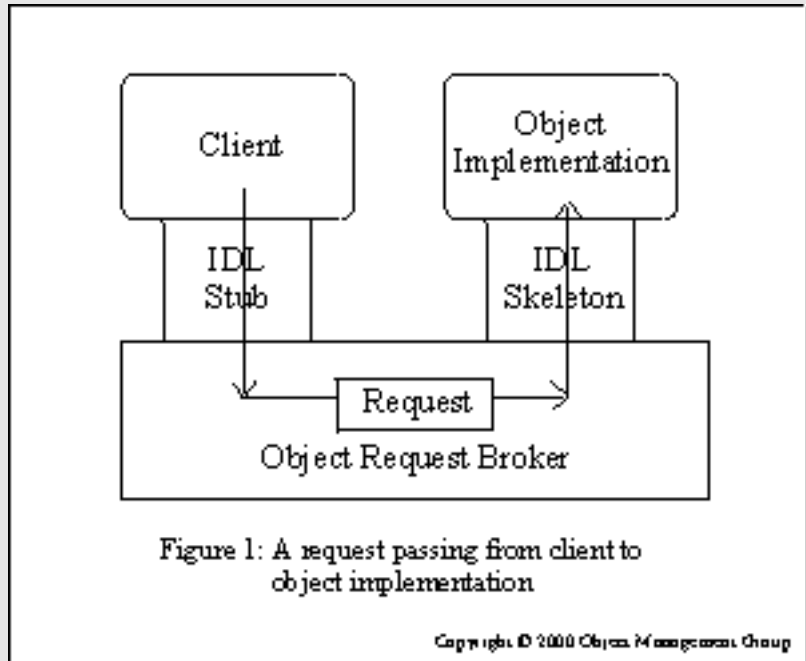 Client
Object
Implementation
IDL
Stub
IDL
Skeleton
Request
Object Request Broker
Figure 1: A request passing from client to
object implementation
Copyright © 2000 Object Management Group